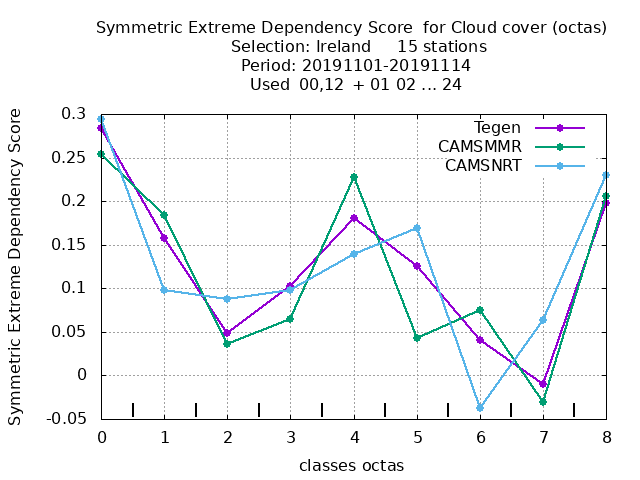 Symmetric Extreme Dependency Score for Cloud cover (octas)
Selection: Ireland 15 stations
Period: 20191101-20191114
Used 00,12 + 01 02 ... 24
Symmetric Extreme Dependency Score
0.3
0.25
0.2
0.15
0.1
0.05
0
-0.05
Tegen
CAMSMMR
CAMSNRT
0 1 2 3 4 5 6 7 8
classes octas